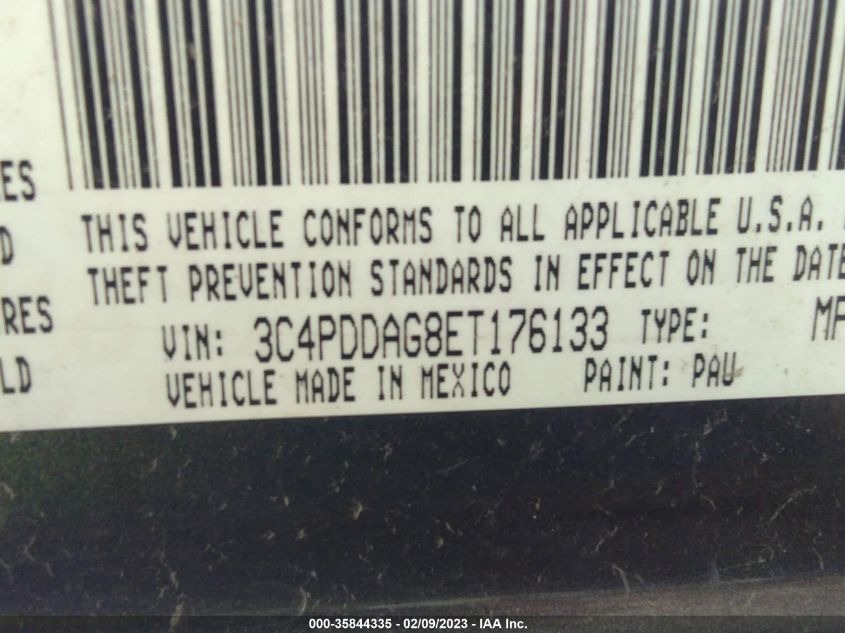 ES
THIS VEHICLE CONFORMS TO ALL APPLICABLE U.S.A.
D
THEFT PREVENTION STANDARDS IN EFFECT ON THE DATE
RES
VIN: 3C4PDDAG8ET176133 TYPE: MP
LD
VEHICLE MADE IN MEXICO PAINT: PAU
000-35844335 - 02/09/2023 - IAA Inc.